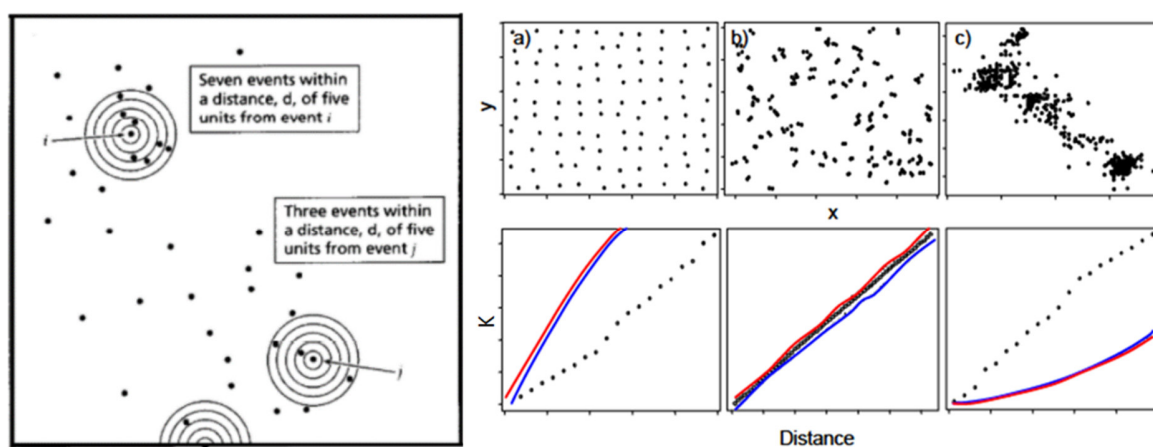 Seven events within
a distance, d, of five
units from event i
i
Three events within
a distance, d, of five
units from event j
j
a)
b)
c)
y
x
K
Distance